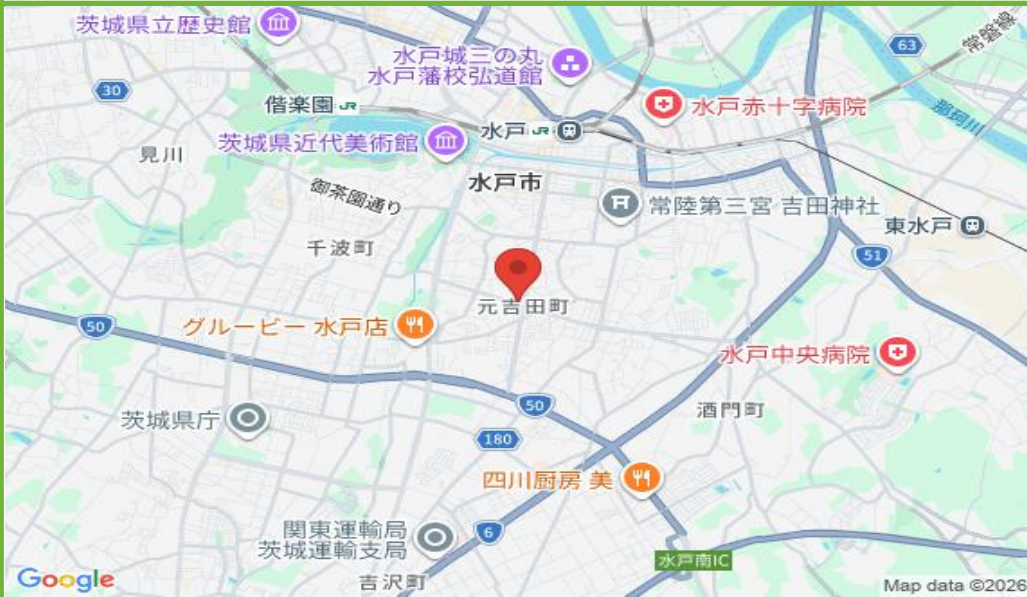 茨城県立歴史館
63
常磐線
水戸城三の丸
水戸藩校弘道館
30
偕楽園 JR
水戸赤十字病院
那珂川
水戸 JR
茨城県近代美術館
見川
水戸市
御茶園通り
常陸第三宮 吉田神社
東水戸
千波町
51
元吉田町
50
グルービー 水戸店
水戸中央病院
50
酒門町
茨城県庁
180
四川厨房 美
関東運輸局
茨城運輸支局
6
水戸南IC
吉沢町
Google
Map data ©2026